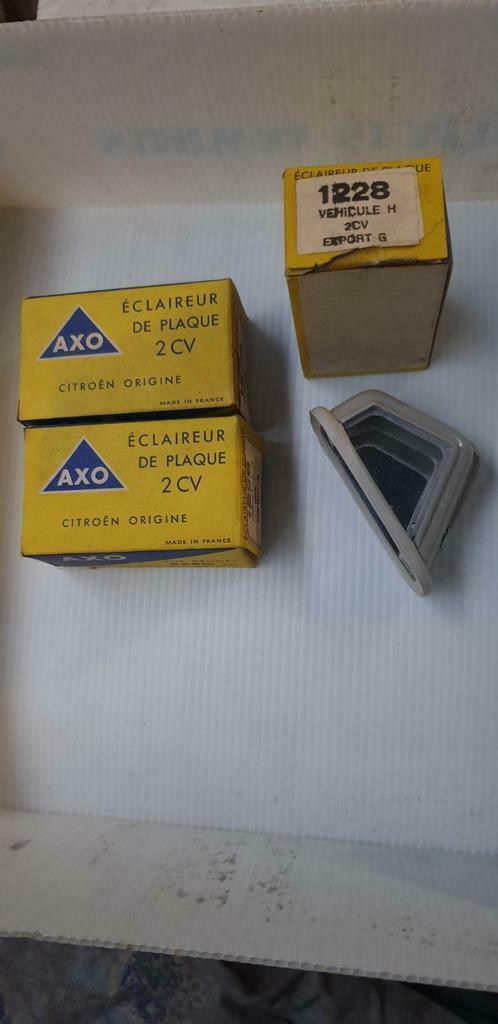 ÉCLAIREUR DE PLAQUE
1228
VEHICULE H
2CV
EXPORT G
ÉCLAIREUR
DE PLAQUE
2 CV
AXO
CITROËN ORIGINE
MADE IN FRANCE
ÉCLAIREUR
DE PLAQUE
2 CV
AXO
CITROËN ORIGINE
MADE IN FRANCE
AXO